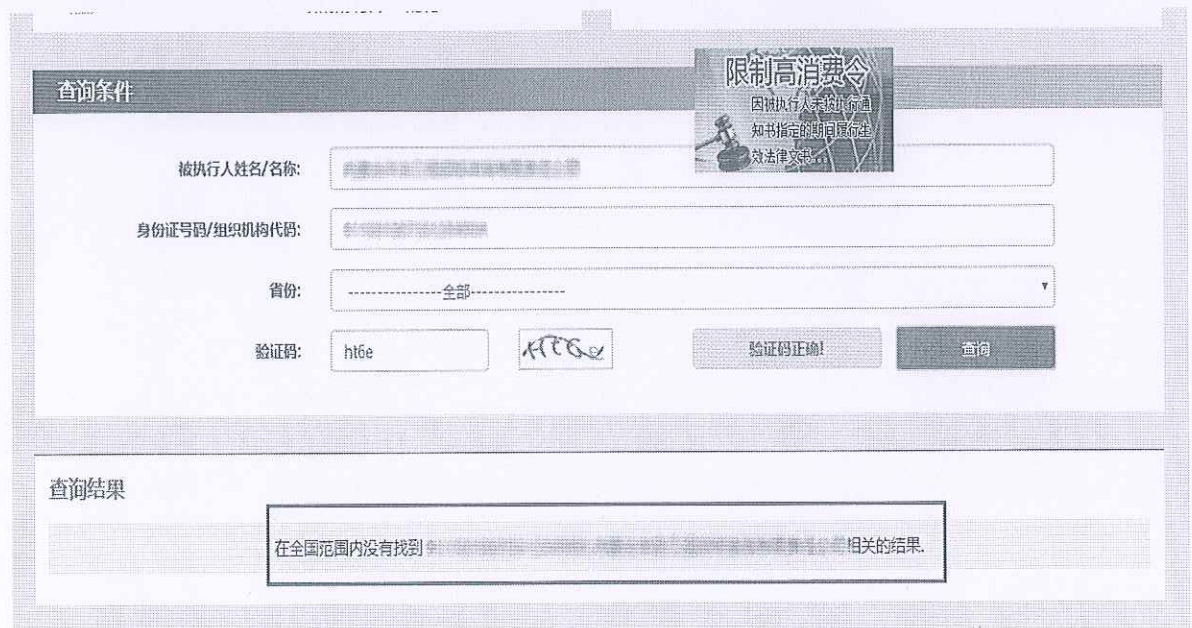 查询条件
限制高消费令
因被执行人未按执行通
知书指定的期间履行生
效法律文书...
被执行人姓名/名称:
身份证号码/组织机构代码:
省份:
----------------全部----------------
验证码:
ht6e
验证码正确!
查询
查询结果
在全国范围内没有找到 相关的结果.